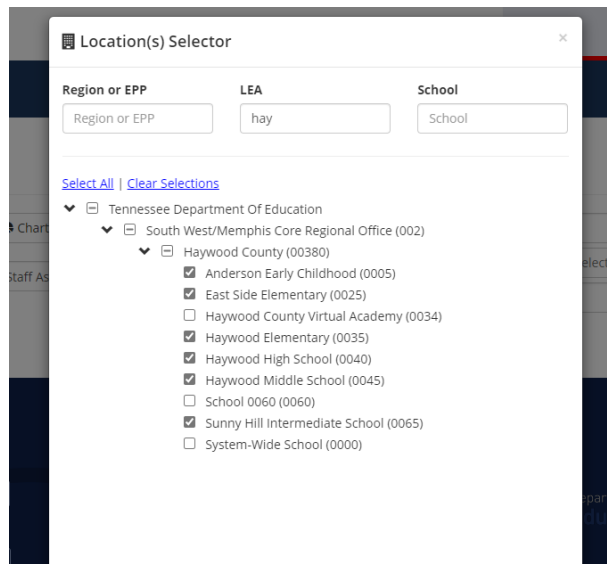 Location(s) Selector
×
Region or EPP LEA School
Region or EPP hay School
Select All | Clear Selections
Tennessee Department Of Education
South West/Memphis Core Regional Office (002)
Haywood County (00380)
Anderson Early Childhood (0005)
East Side Elementary (0025)
Haywood County Virtual Academy (0034)
Haywood Elementary (0035)
Haywood High School (0040)
Haywood Middle School (0045)
School 0060 (0060)
Sunny Hill Intermediate School (0065)
System-Wide School (0000)
Chart
Staff As
elect
epar
du